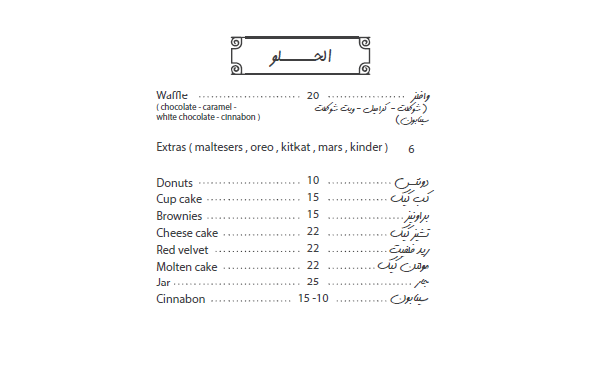 الحلو
Waffle 20 وافلز
( chocolate - caramel - (شوكلت - كراميل - ويت شوكلت
white chocolate - cinnabon ) سينابون)
Extras ( maltesers , oreo , kitkat , mars , kinder ) 6
Donuts 10 دونتس
Cup cake 15 كب كيك
Brownies 15 براونيز
Cheese cake 22 تشيز كيك
Red velvet 22 ريد فلفيت
Molten cake 22 مولتن كيك
Jar 25 جار
Cinnabon 15 -10 سينابون